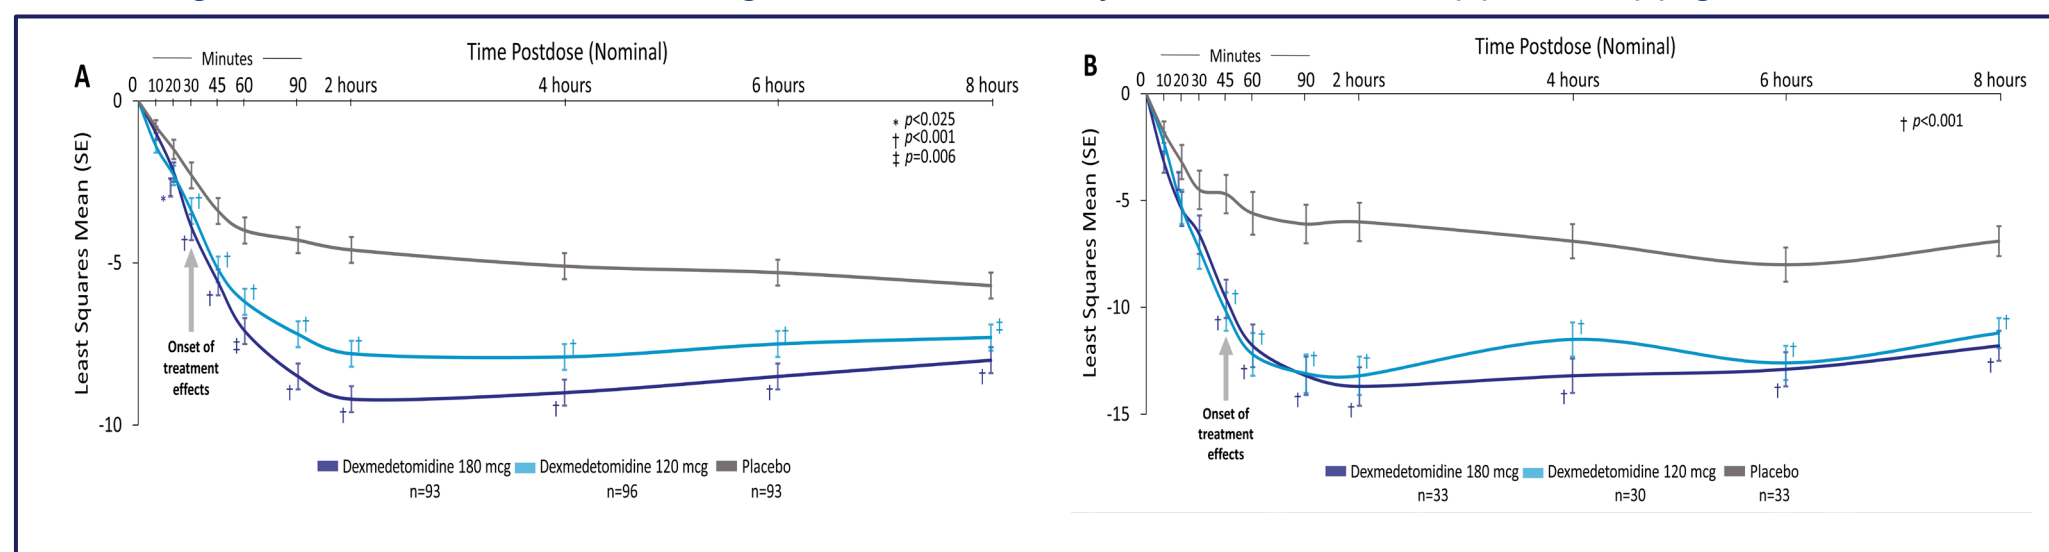 A
Minutes
Time Postdose (Nominal)
0 10 20 30 45 60 90 2 hours 4 hours 6 hours 8 hours
0
-5
-10
Least Squares Mean (SE)
* p<0.025
† p<0.001
‡ p=0.006
*
†
†
†
†
‡
†
†
†
†
†
†
†
†
†
†
†
‡
Onset of
treatment
effects
Dexmedetomidine 180 mcg Dexmedetomidine 120 mcg Placebo
n=93 n=96 n=93
B
Minutes
Time Postdose (Nominal)
0 10 20 30 45 60 90 2 hours 4 hours 6 hours 8 hours
0
-5
-10
-15
Least Squares Mean (SE)
† p<0.001
†
†
†
†
†
†
†
†
†
†
†
†
†
†
Onset of
treatment
effects
Dexmedetomidine 180 mcg Dexmedetomidine 120 mcg Placebo
n=33 n=30 n=33